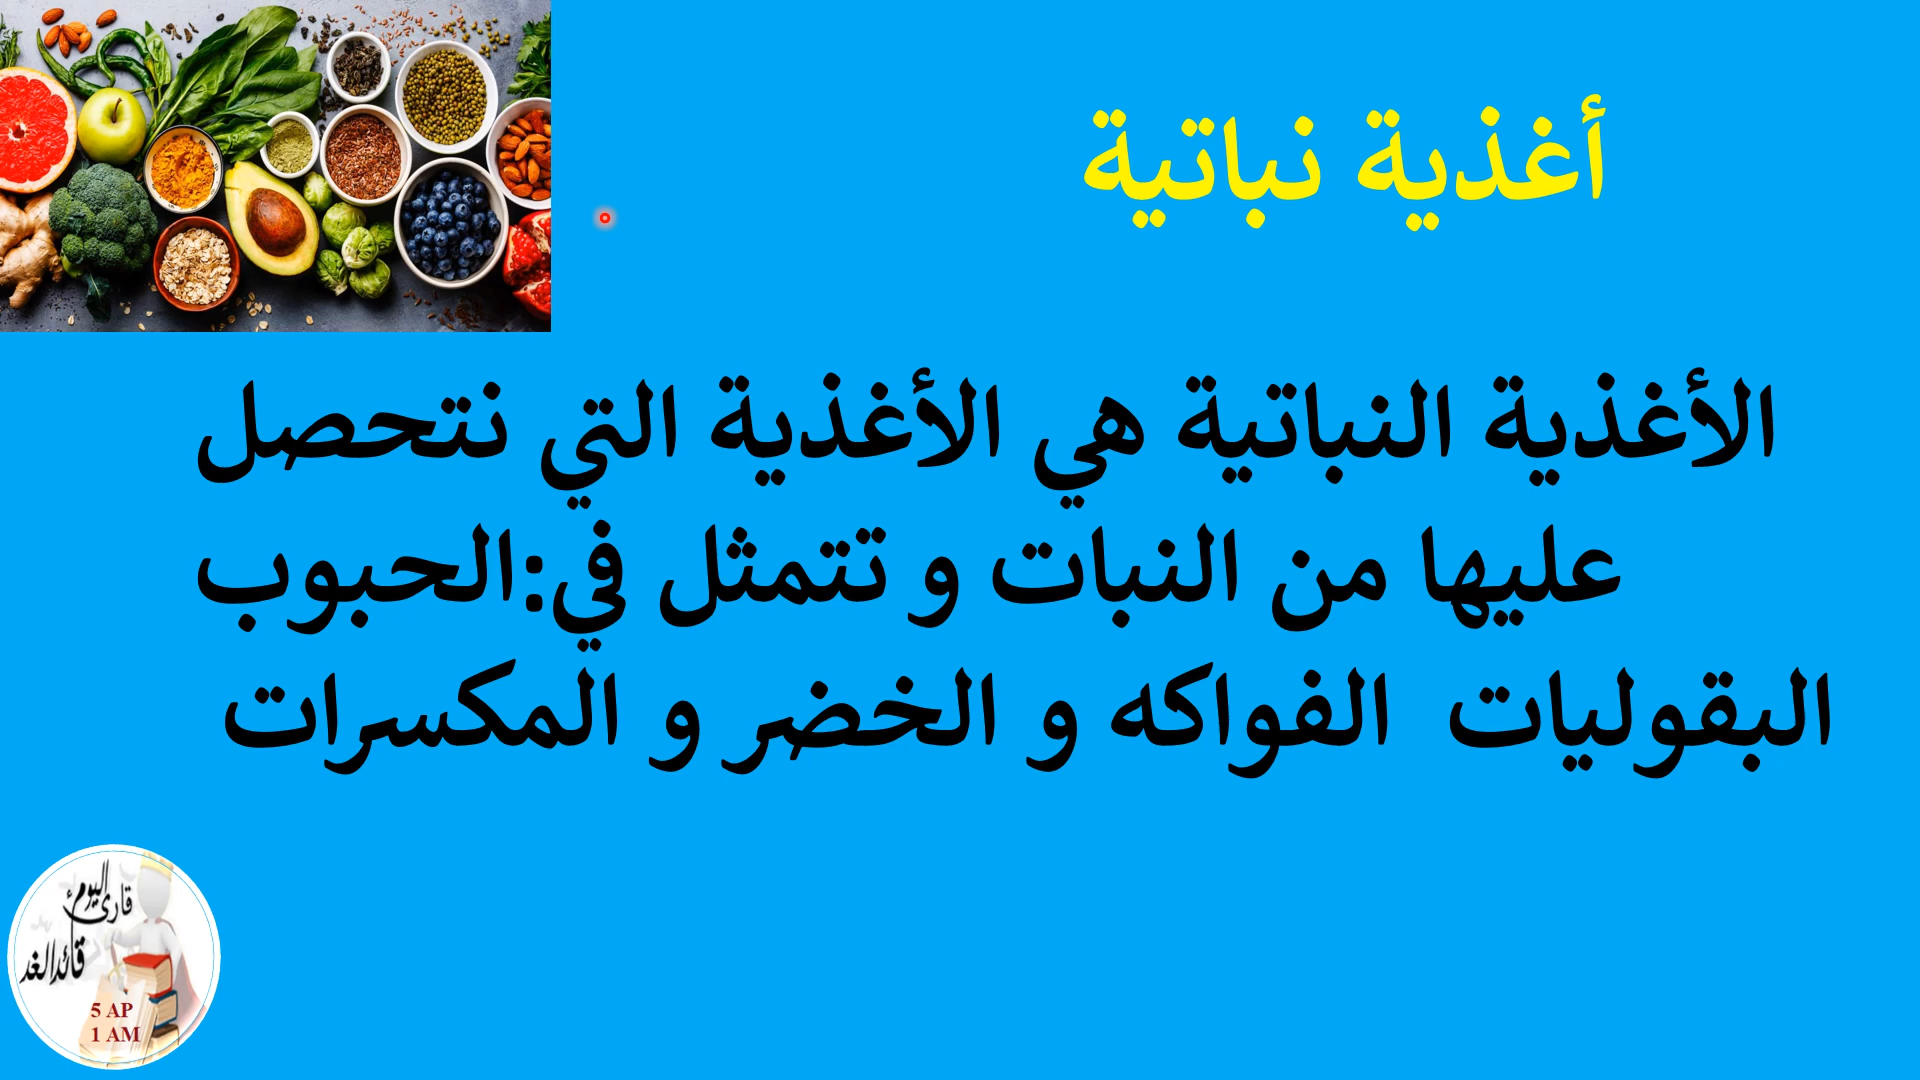 أغذية نباتية
الأغذية النباتية هي الأغذية التي نتحصل
عليها من النبات و تتمثل في:الحبوب
البقوليات  الفواكه و الخضر و المكسرات
قارئ اليوم
قائد الغد
5 AP
1 AM